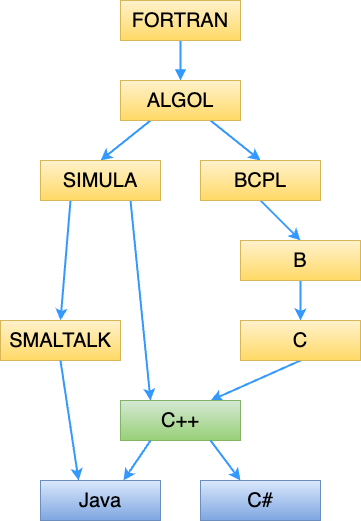 FORTRAN
ALGOL
SIMULA
BCPL
B
SMALTALK
C
C++
Java
C#